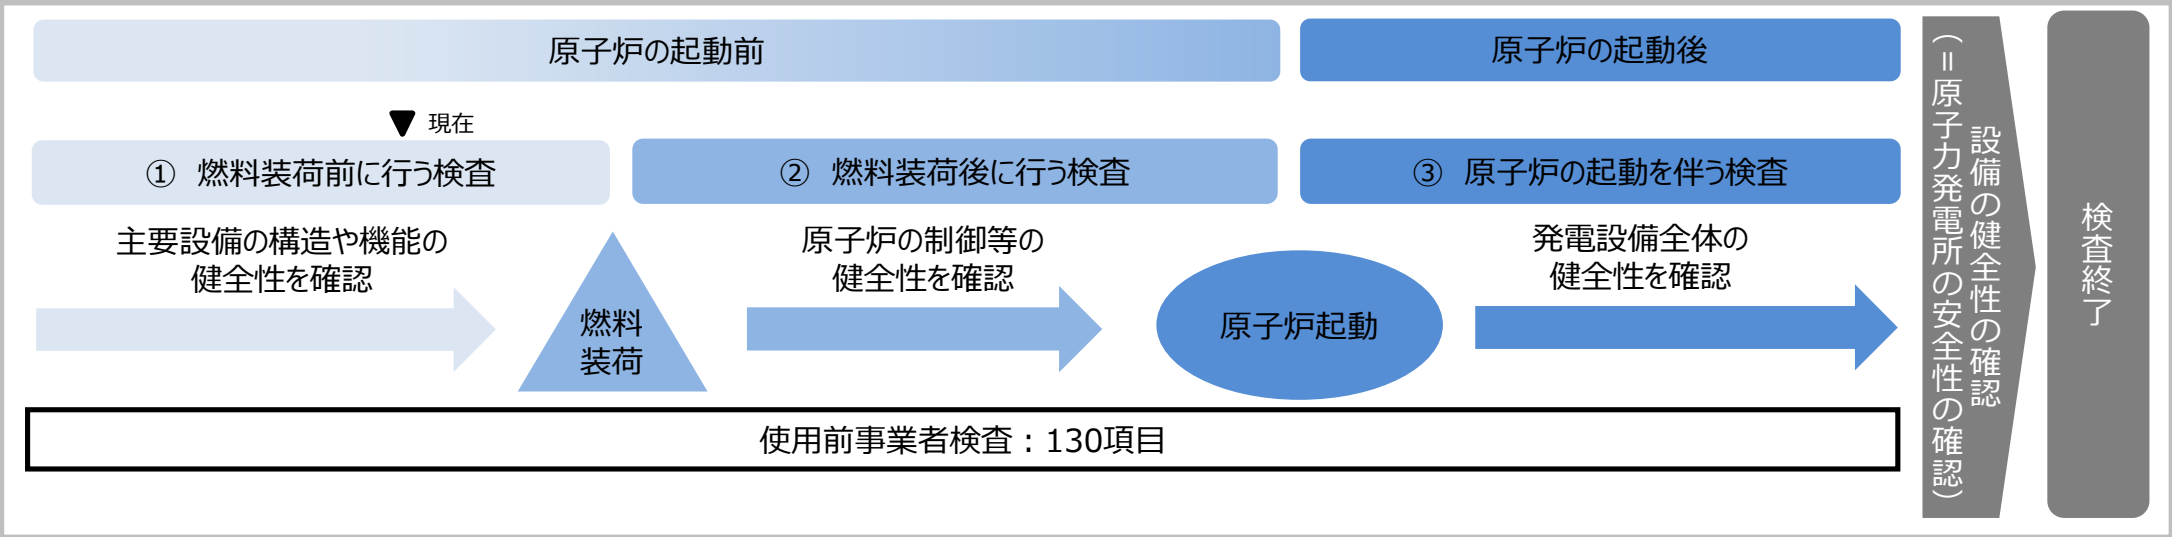 原子炉の起動前
原子炉の起動後
現在
① 燃料装荷前に行う検査
② 燃料装荷後に行う検査
③ 原子炉の起動を伴う検査
主要設備の構造や機能の
健全性を確認
燃料
装荷
原子炉の制御等の
健全性を確認
原子炉起動
発電設備全体の
健全性を確認
使用前事業者検査：130項目
設備の健全性の確認
（＝原子力発電所の安全性の確認）
検査終了